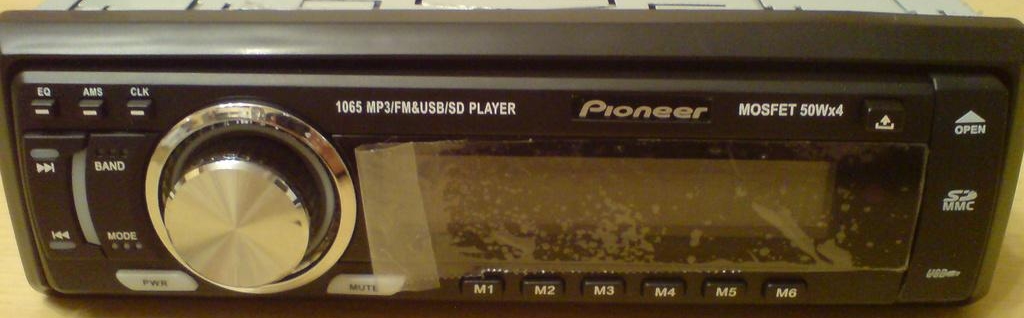 EQ AMS CLK
1065 MP3/FM&USB/SD PLAYER
Pioneer
MOSFET 50Wx4
OPEN
BAND
SD
MMC
MODE
USB
PWR
MUTE
M1 M2 M3 M4 M5 M6